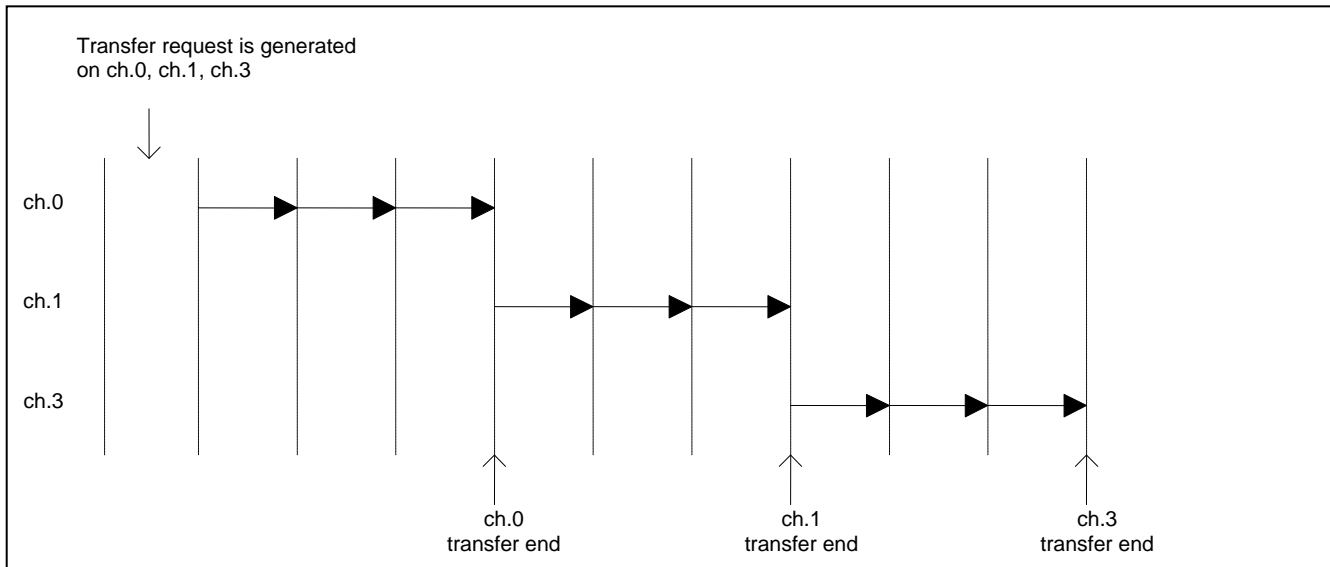 Transfer request is generated
on ch.0, ch.1, ch.3
ch.0
ch.1
ch.3
ch.0
transfer end
ch.1
transfer end
ch.3
transfer end